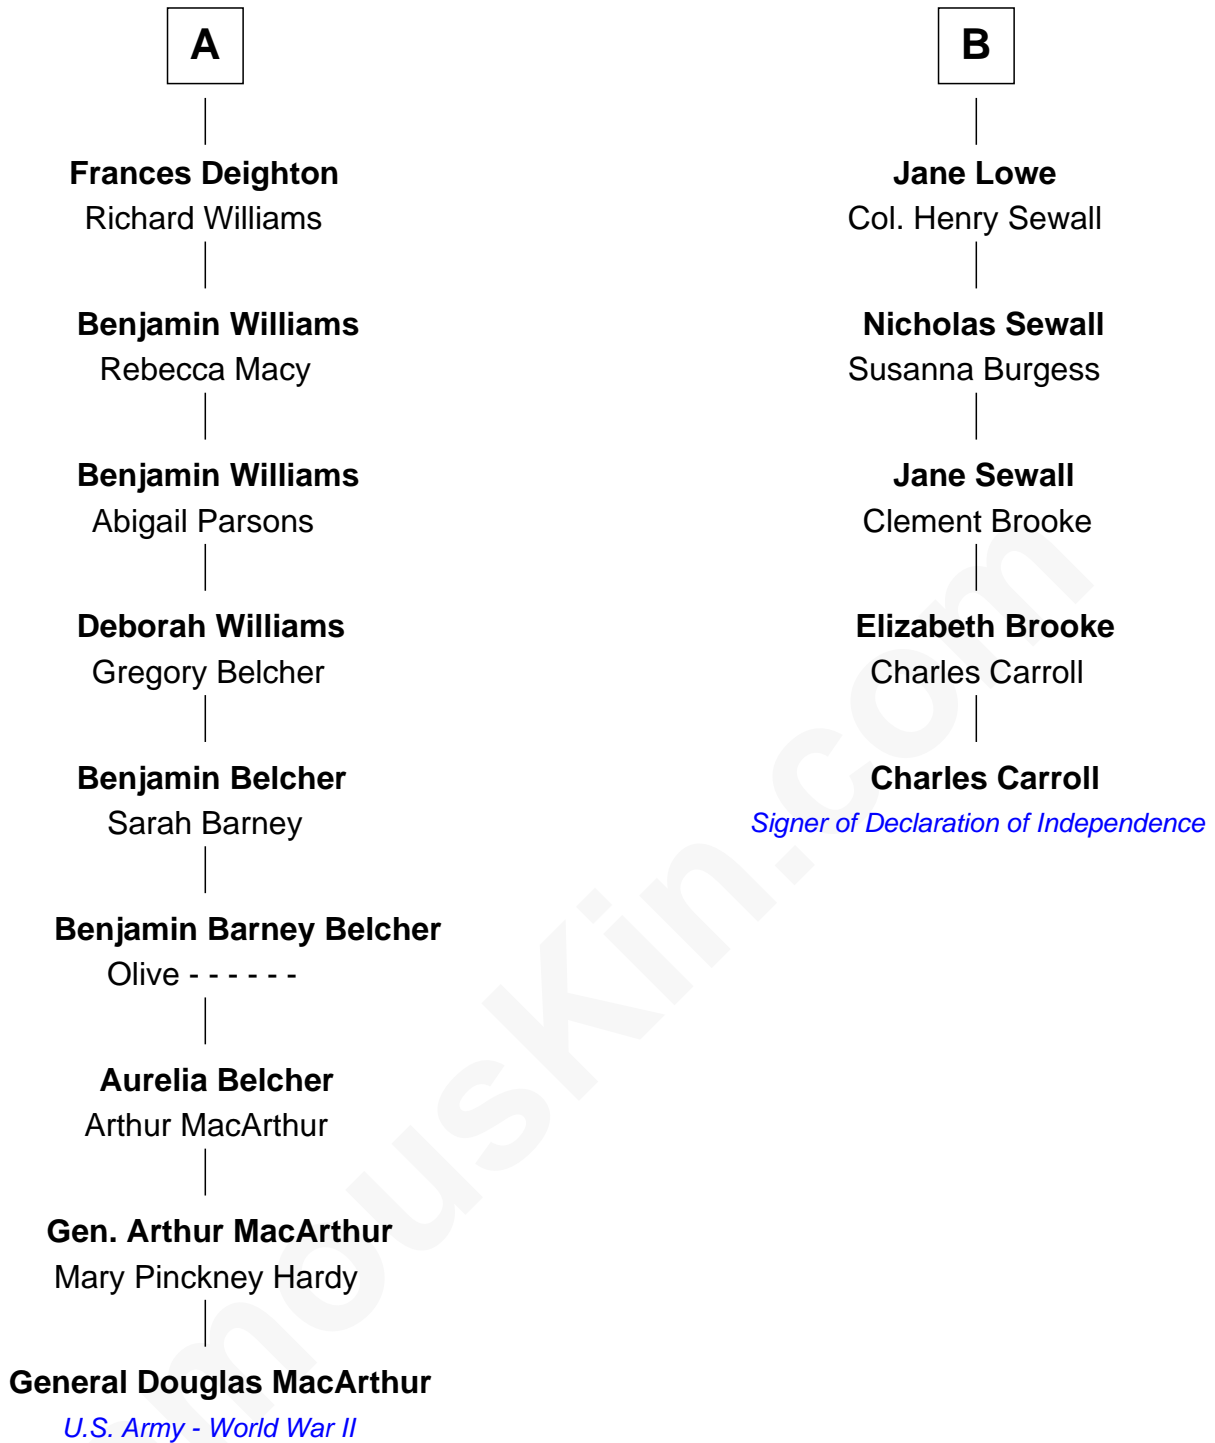 A
Frances Deighton
Richard Williams
Benjamin Williams
Rebecca Macy
Benjamin Williams
Abigail Parsons
Deborah Williams
Gregory Belcher
Benjamin Belcher
Sarah Barney
Benjamin Barney Belcher
Olive - - - - - -
Aurelia Belcher
Arthur MacArthur
Gen. Arthur MacArthur
Mary Pinckney Hardy
General Douglas MacArthur
U.S. Army - World War II
B
Jane Lowe
Col. Henry Sewall
Nicholas Sewall
Susanna Burgess
Jane Sewall
Clement Brooke
Elizabeth Brooke
Charles Carroll
Charles Carroll
Signer of Declaration of Independence
mousKin.com